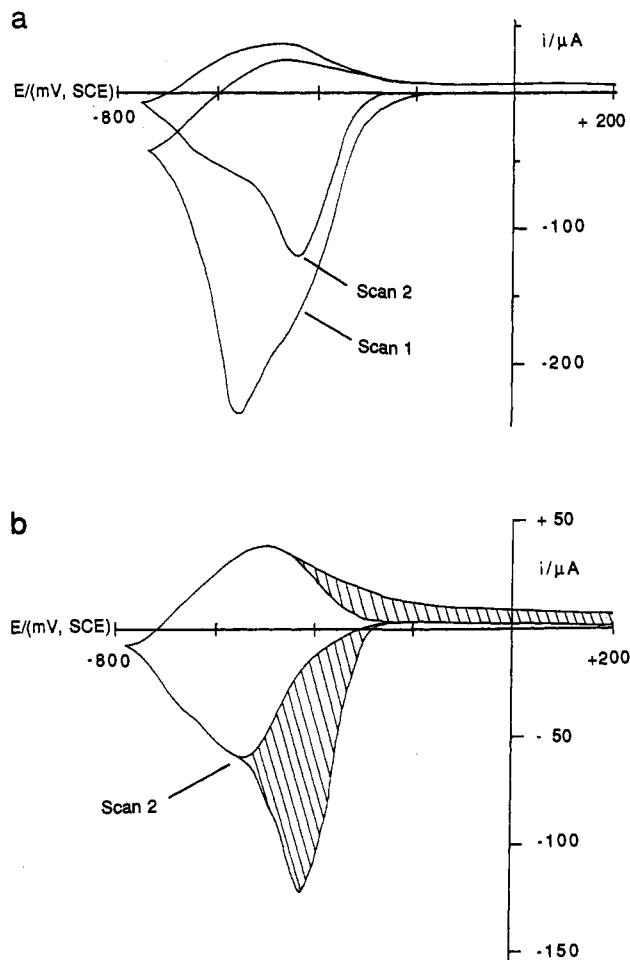 a
i/μA
E/(mV, SCE)
-800
+ 200
-100
Scan 2
Scan 1
-200
b
+ 50
i/μA
E/(mV, SCE)
-800
+200
- 50
Scan 2
-100
-150